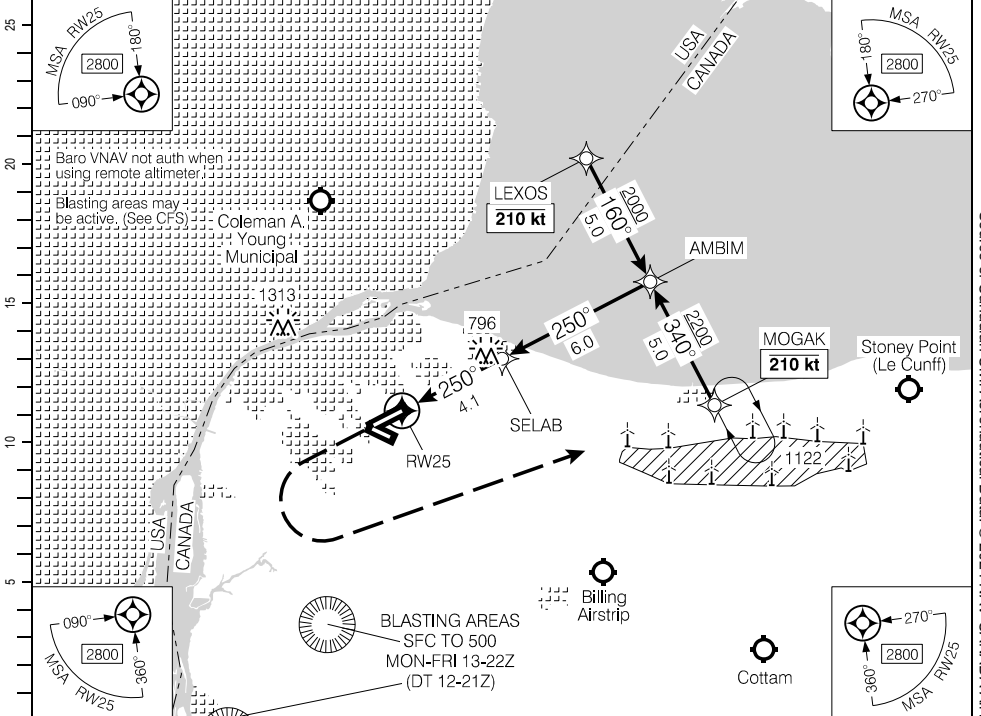 25
20
15
10
5
MSA RW25
180°
2800
090°
MSA RW25
180°
2800
270°
USA
CANADA
Baro VNAV not auth when
using remote altimeter.
Blasting areas may
be active. (See CFS)
Coleman A.
Young
Municipal
LEXOS
210 kt
2000
160°
5.0
AMBIM
1313
796
250°
6.0
2200
340°
5.0
MOGAK
210 kt
Stoney Point
(Le Cunff)
250°
4.1
SELAB
RW25
1122
USA
CANADA
Billing
Airstrip
BLASTING AREAS
SFC TO 500
MON-FRI 13-22Z
(DT 12-21Z)
Cottam
090°
2800
360°
MSA RW25
270°
2800
360°
MSA RW25